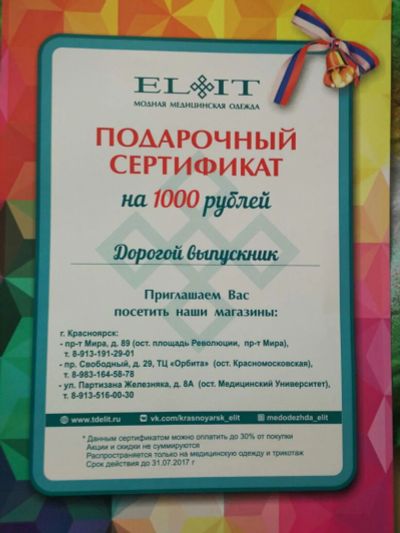 EL IT
МОДНАЯ МЕДИЦИНСКАЯ ОДЕЖДА
ПОДАРОЧНЫЙ
СЕРТИФИКАТ
на 1000 рублей
Дорогой выпускник
Приглашаем Вас
посетить наши магазины:
г. Красноярск:
- пр-т Мира, д. 89 (ост. площадь Революции, пр-т Мира),
т. 8-913-191-29-01
- пр. Свободный, д. 29, ТЦ «Орбита» (ост. Красномосковская),
т. 8-983-164-58-78
- ул. Партизана Железняка, д. 8А (ост. Медицинский Университет),
т. 8-913-516-00-30
www.tdelit.ru vk.com/krasnoyarsk_elit medodezhda_elit
* Данным сертификатом можно оплатить до 30% от покупки
Акции и скидки не суммируются
Распространяется только на медицинскую одежду и трикотаж
Срок действия до 31.07.2017 г